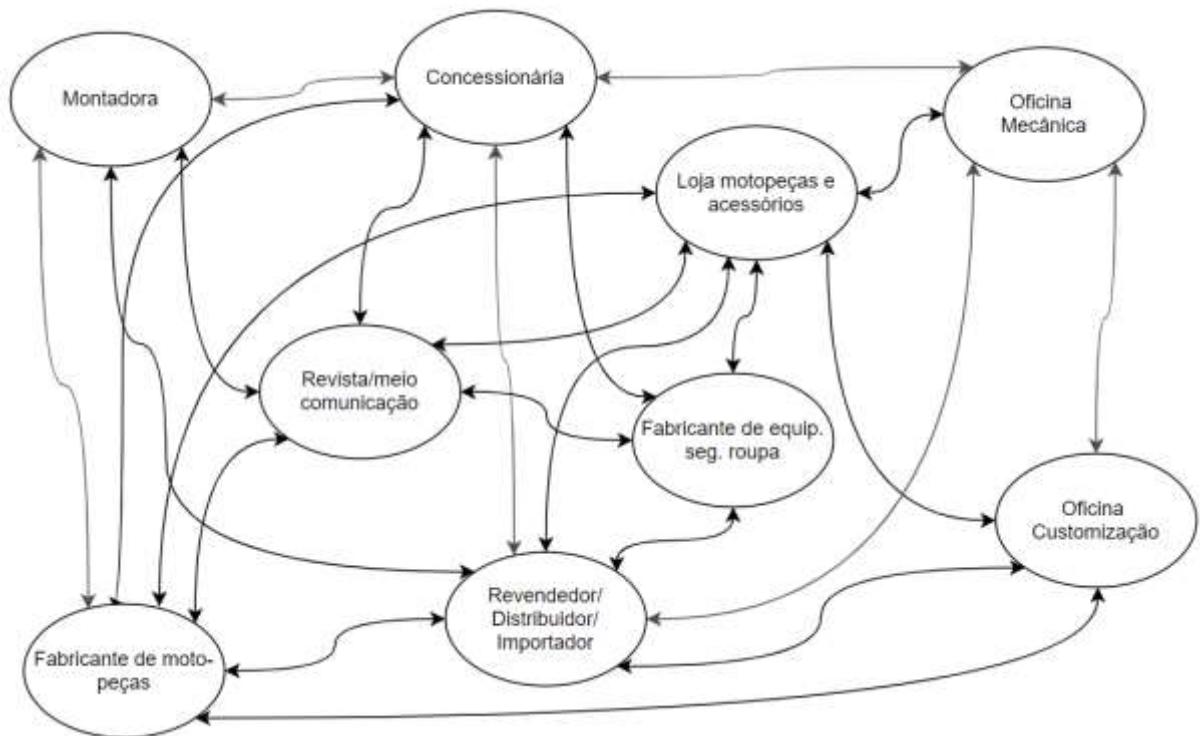 Montadora
Concessionária
Oficina
Mecânica
Loja motopeças e
acessórios
Revista/meio
comunicação
Fabricante de equip.
seg. roupa
Oficina
Customização
Revendedor/
Distribuidor/
Importador
Fabricante de moto-
peças